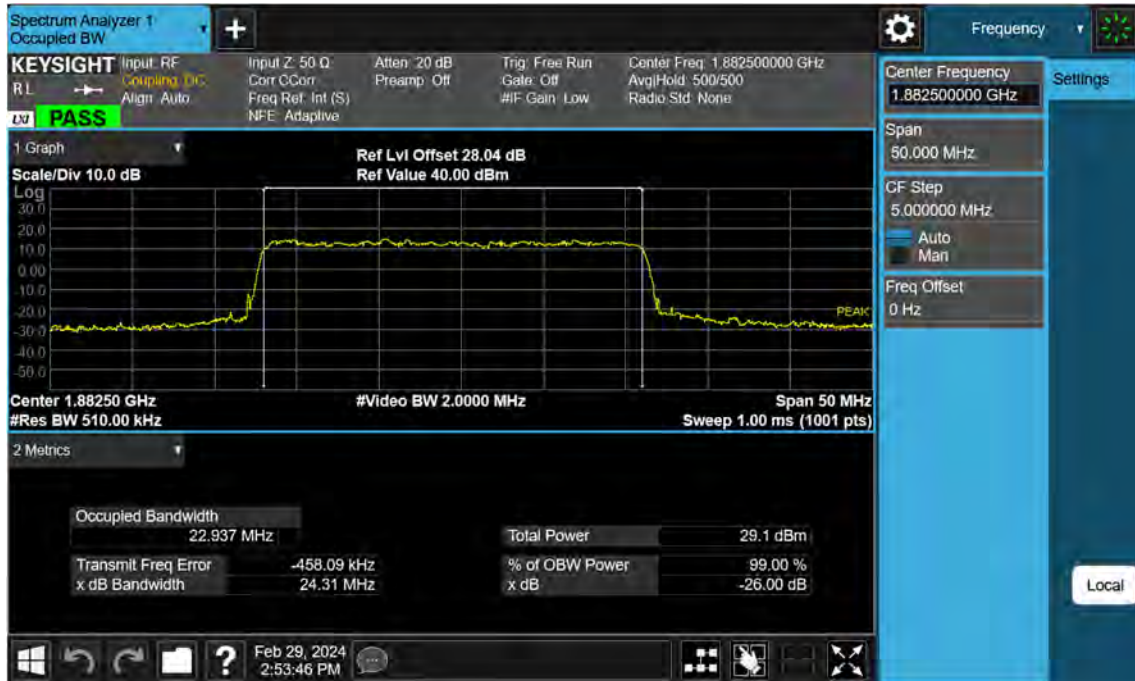 Spectrum Analyzer 1
Occupied BW
+
Frequency
KEYSIGHT
R L
LXI PASS
Input: RF
Coupling: DC
Align: Auto
Input Z: 50 Ω
Corr CCorr
Freq Ref: Int (S)
NFE: Adaptive
Atten: 20 dB
Preamp: Off
Trig: Free Run
Gate: Off
#IF Gain: Low
Center Freq: 1.882500000 GHz
Avg|Hold: 500/500
Radio Std: None
1 Graph
Scale/Div 10.0 dB
Ref Lvl Offset 28.04 dB
Ref Value 40.00 dBm
Log
30.0
20.0
10.0
0.00
-10.0
-20.0
-30.0
-40.0
-50.0
PEAK
Center 1.88250 GHz
#Video BW 2.0000 MHz
Span 50 MHz
#Res BW 510.00 kHz
Sweep 1.00 ms (1001 pts)
2 Metrics
Occupied Bandwidth
22.937 MHz
Total Power 29.1 dBm
Transmit Freq Error -458.09 kHz
% of OBW Power 99.00 %
x dB Bandwidth 24.31 MHz
x dB -26.00 dB
Center Frequency
1.882500000 GHz
Settings
Span
50.000 MHz
CF Step
5.000000 MHz
Auto
Man
Freq Offset
0 Hz
Local
?
Feb 29, 2024
2:53:46 PM